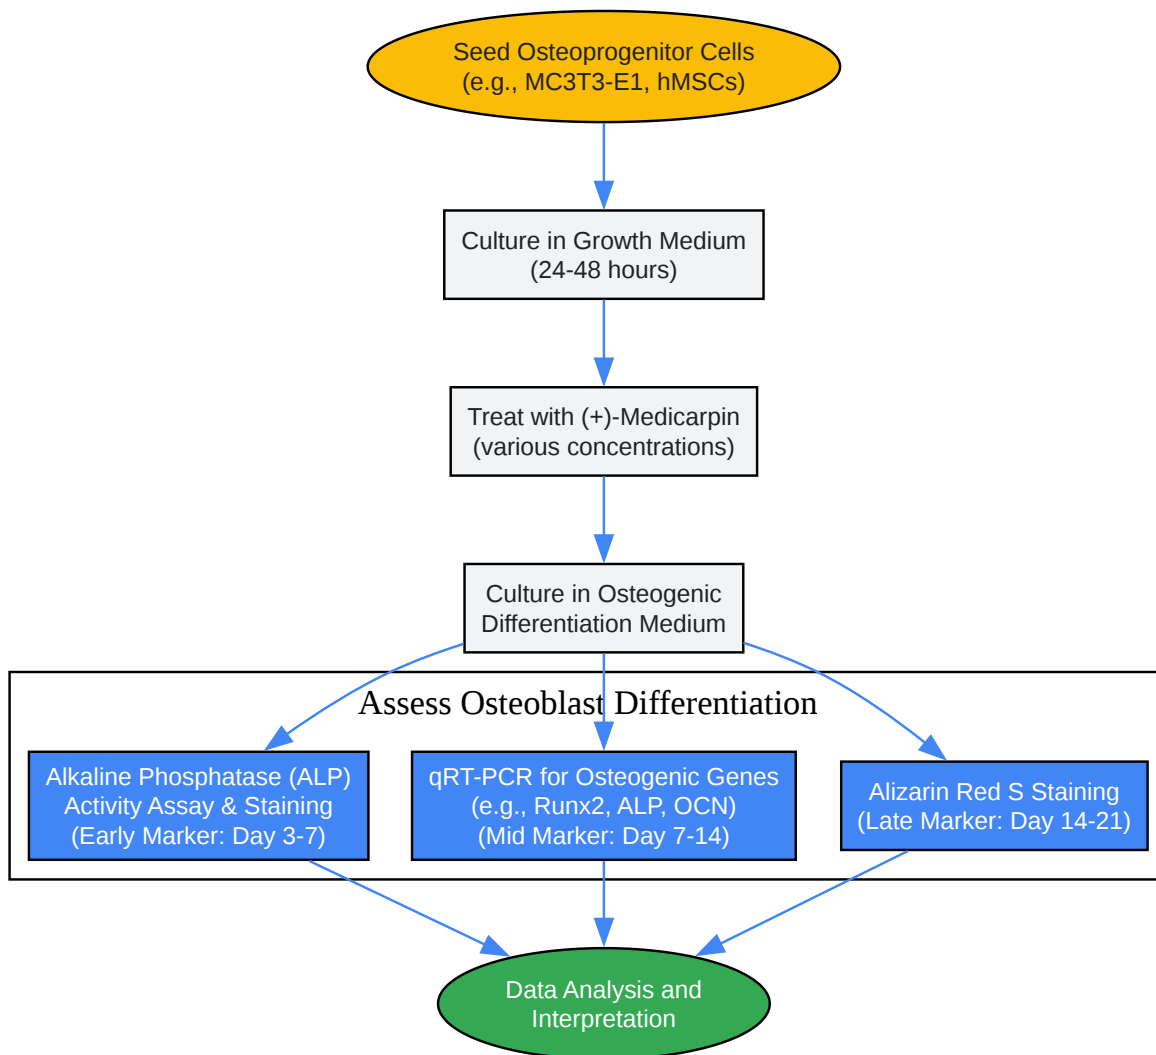 Seed Osteoprogenitor Cells
(e.g., MC3T3-E1, hMSCs)
Culture in Growth Medium
(24-48 hours)
Treat with (+)-Medicarpin
(various concentrations)
Culture in Osteogenic
Differentiation Medium
Assess Osteoblast Differentiation
Alkaline Phosphatase (ALP)
Activity Assay & Staining
(Early Marker: Day 3-7)
qRT-PCR for Osteogenic Genes
(e.g., Runx2, ALP, OCN)
(Mid Marker: Day 7-14)
Alizarin Red S Staining
(Late Marker: Day 14-21)
Data Analysis and
Interpretation